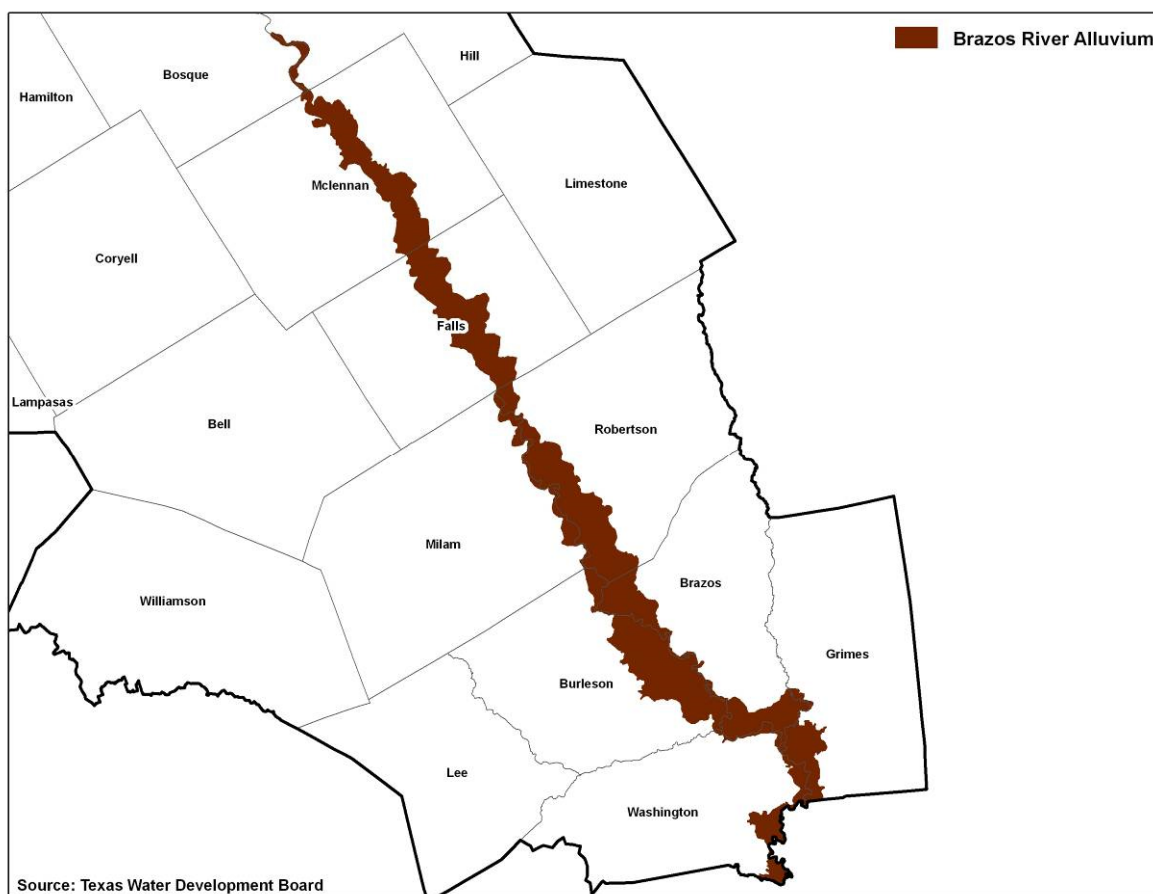 Brazos River Alluvium
Hill
Bosque
Hamilton
Limestone
Mclennan
Coryell
Falls
Lampasas
Bell
Robertson
Milam
Brazos
Williamson
Grimes
Burleson
Lee
Washington
Source: Texas Water Development Board